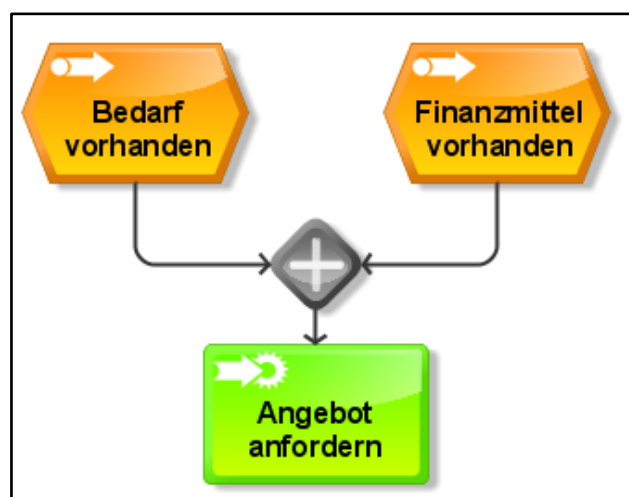 Bedarf
vorhanden
Finanzmittel
vorhanden
Angebot
anfordern